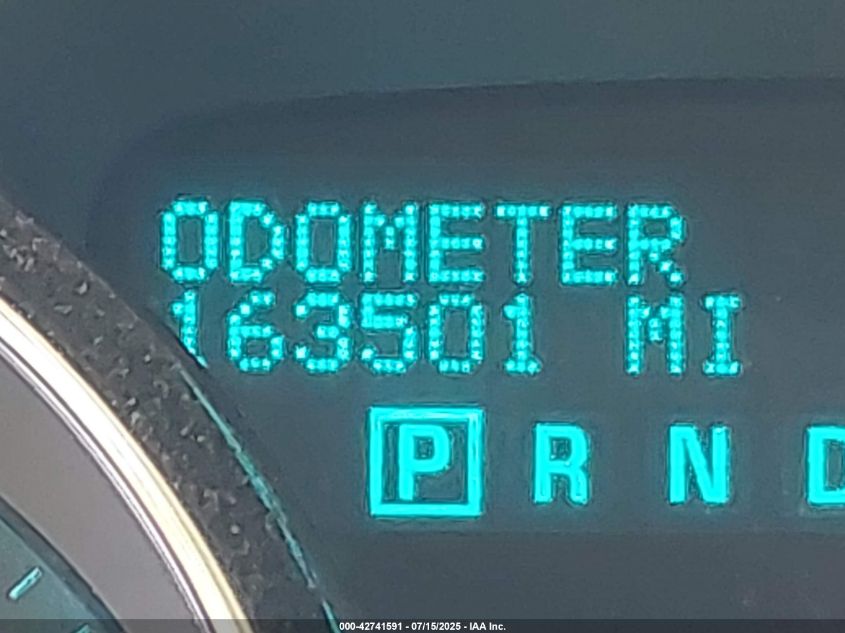 ODOMETER
163501 MI
P R N D
000-42741591 - 07/15/2025 - IAA Inc.